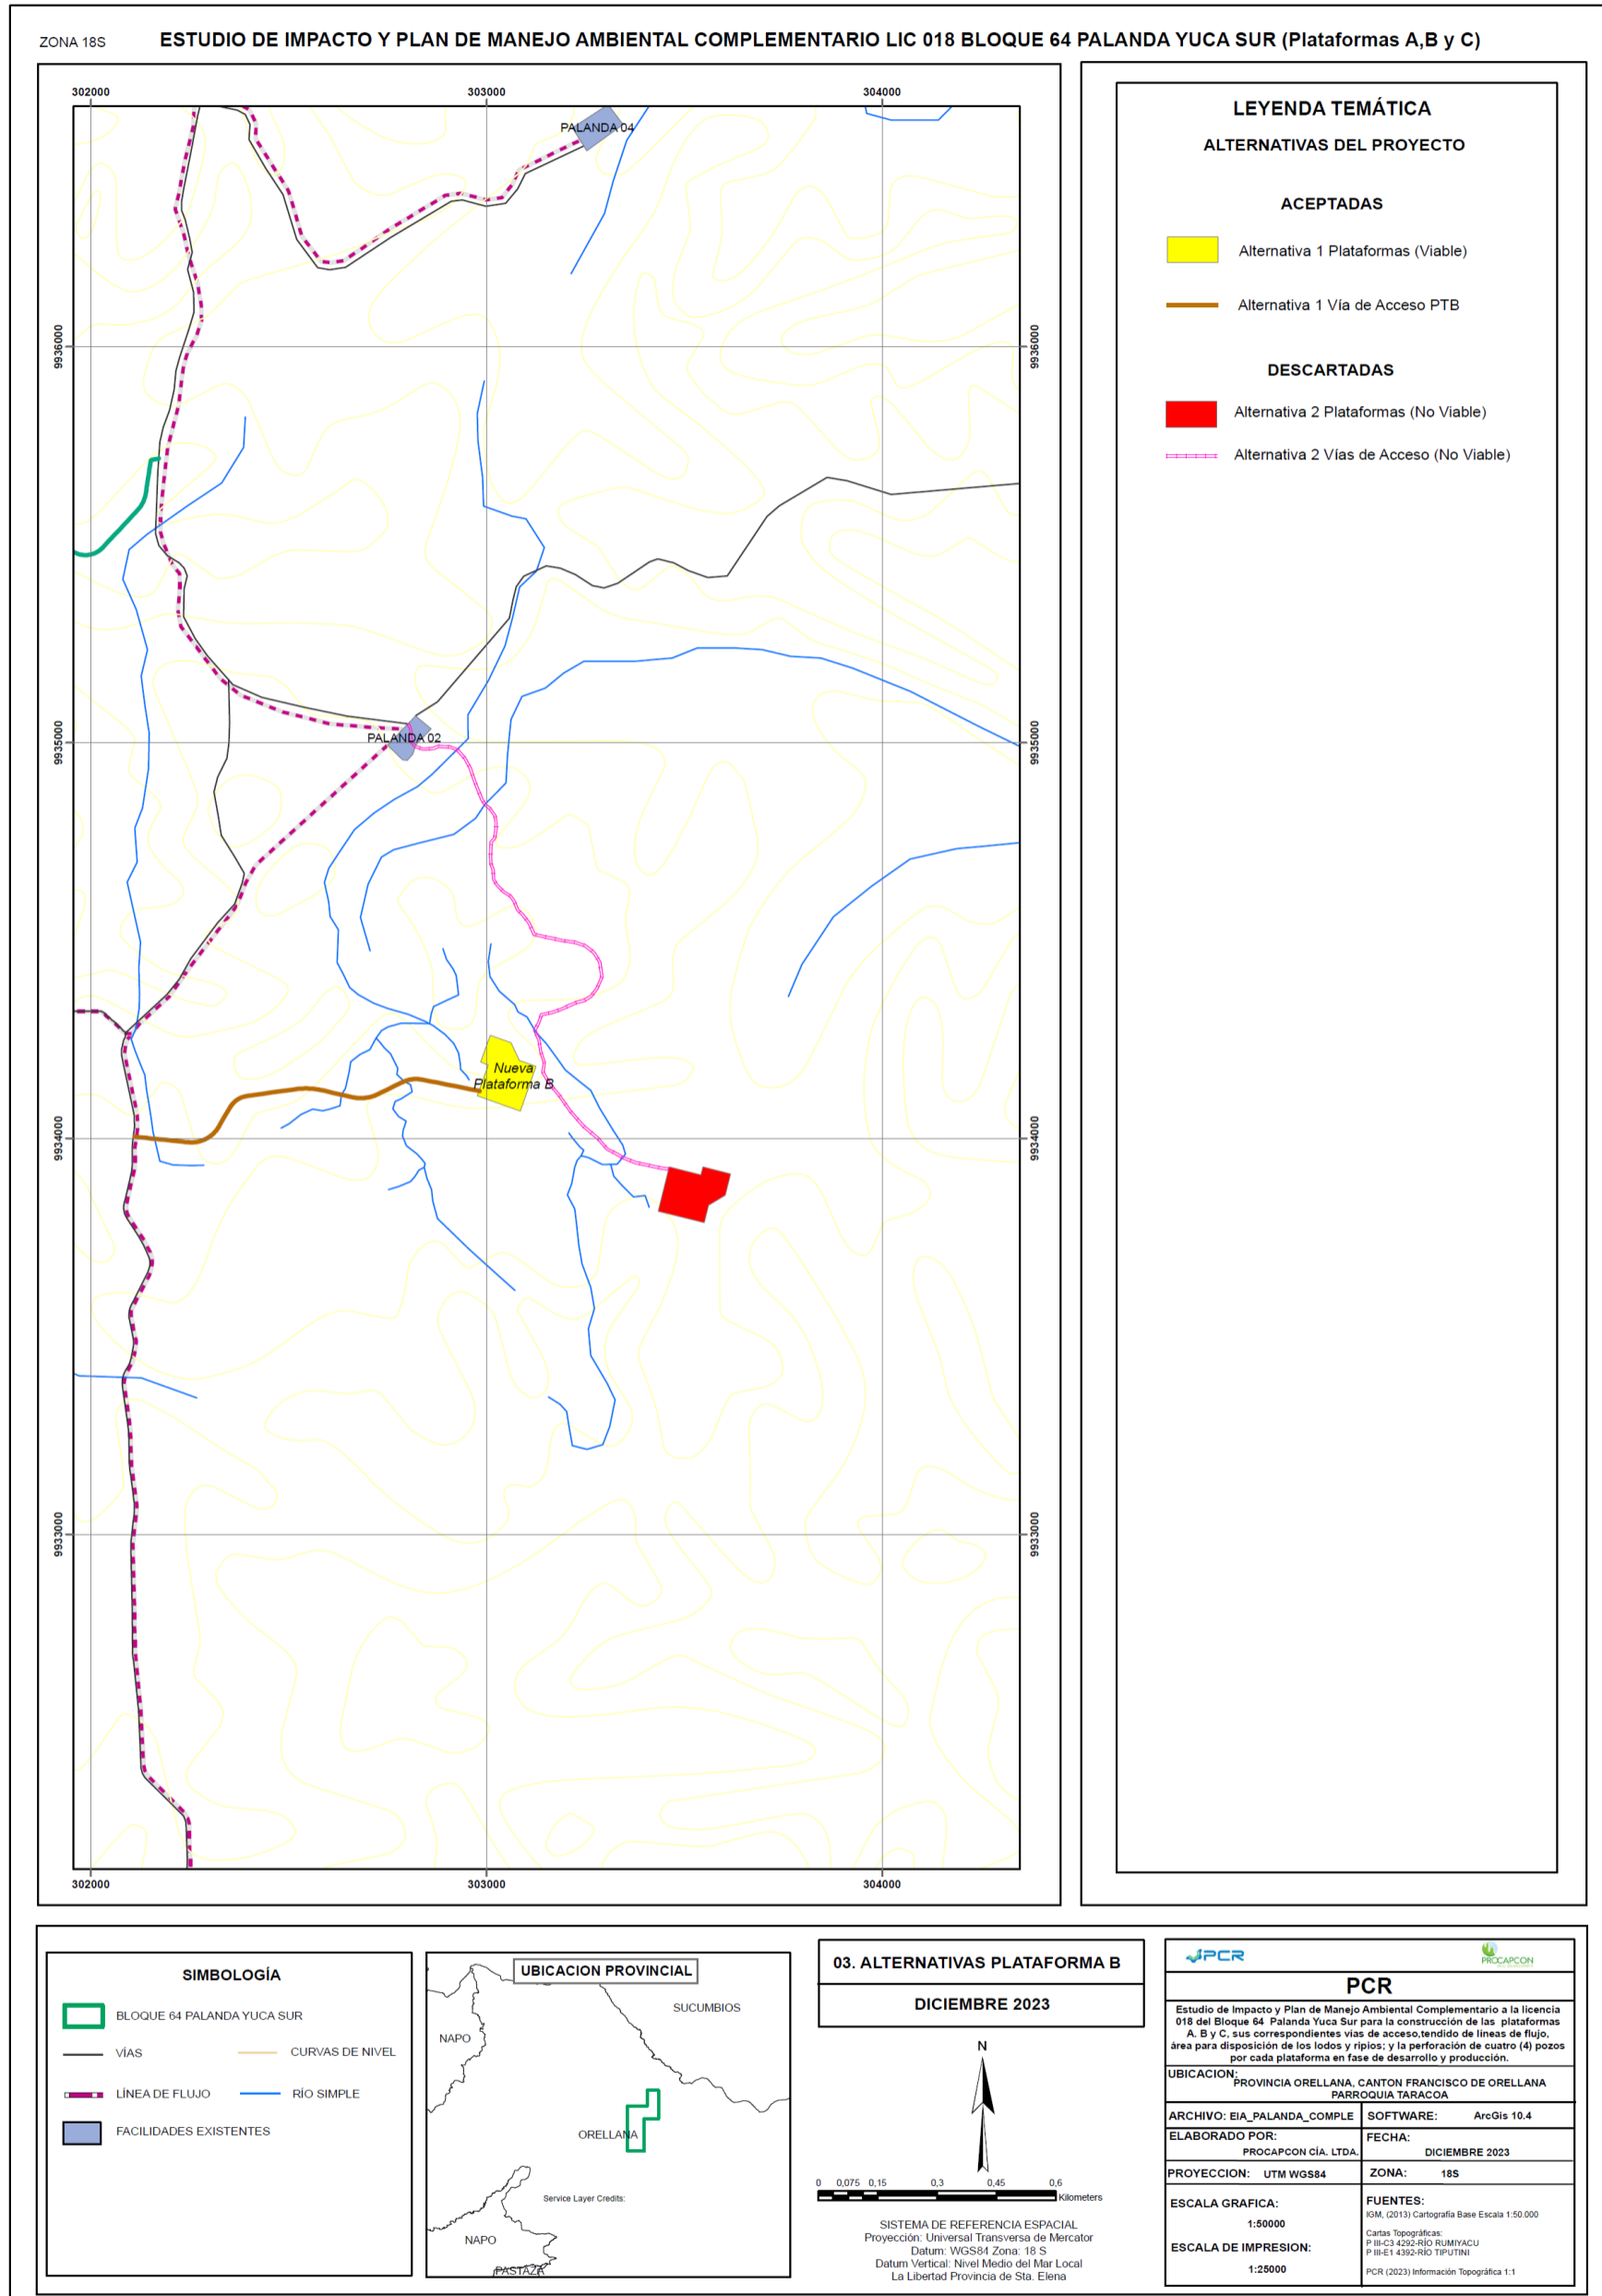 ZONA 18S
ESTUDIO DE IMPACTO Y PLAN DE MANEJO AMBIENTAL COMPLEMENTARIO LIC 018 BLOQUE 64 PALANDA YUCA SUR (Plataformas A,B y C)
302000 303000 304000
PALANDA 04
9936000 9936000
PALANDA 02
9935000 9935000
Nueva
Plataforma B
9934000 9934000
9933000 9933000
302000 303000 304000
LEYENDA TEMÁTICA
ALTERNATIVAS DEL PROYECTO
ACEPTADAS
Alternativa 1 Plataformas (Viable)
Alternativa 1 Vía de Acceso PTB
DESCARTADAS
Alternativa 2 Plataformas (No Viable)
Alternativa 2 Vías de Acceso (No Viable)
SIMBOLOGÍA
BLOQUE 64 PALANDA YUCA SUR
VÍAS
CURVAS DE NIVEL
LÍNEA DE FLUJO
RÍO SIMPLE
FACILIDADES EXISTENTES
UBICACION PROVINCIAL
SUCUMBIOS
NAPO
ORELLANA
Service Layer Credits:
NAPO
PASTAZA
03. ALTERNATIVAS PLATAFORMA B
DICIEMBRE 2023
N
0 0,075 0,15 0,3 0,45 0,6
Kilometers
SISTEMA DE REFERENCIA ESPACIAL
Proyección: Universal Transversa de Mercator
Datum: WGS84 Zona: 18 S
Datum Vertical: Nivel Medio del Mar Local
La Libertad Provincia de Sta. Elena
PCR
PROCAPCON
PCR
Estudio de Impacto y Plan de Manejo Ambiental Complementario a la licencia
018 del Bloque 64 Palanda Yuca Sur para la construcción de las plataformas
A. B y C, sus correspondientes vías de acceso,tendido de líneas de flujo,
área para disposición de los lodos y ripios; y la perforación de cuatro (4) pozos
por cada plataforma en fase de desarrollo y producción.
UBICACION:
PROVINCIA ORELLANA, CANTON FRANCISCO DE ORELLANA
PARROQUIA TARACOA
ARCHIVO: EIA_PALANDA_COMPLE
SOFTWARE: ArcGis 10.4
ELABORADO POR:
PROCAPCON CÍA. LTDA.
FECHA:
DICIEMBRE 2023
PROYECCION: UTM WGS84
ZONA: 18S
ESCALA GRAFICA:
1:50000
ESCALA DE IMPRESION:
1:25000
FUENTES:
IGM, (2013) Cartografía Base Escala 1:50.000
Cartas Topográficas:
P III-C3 4292-RÍO RUMIYACU
P III-E1 4392-RÍO TIPUTINI
PCR (2023) Información Topográfica 1:1